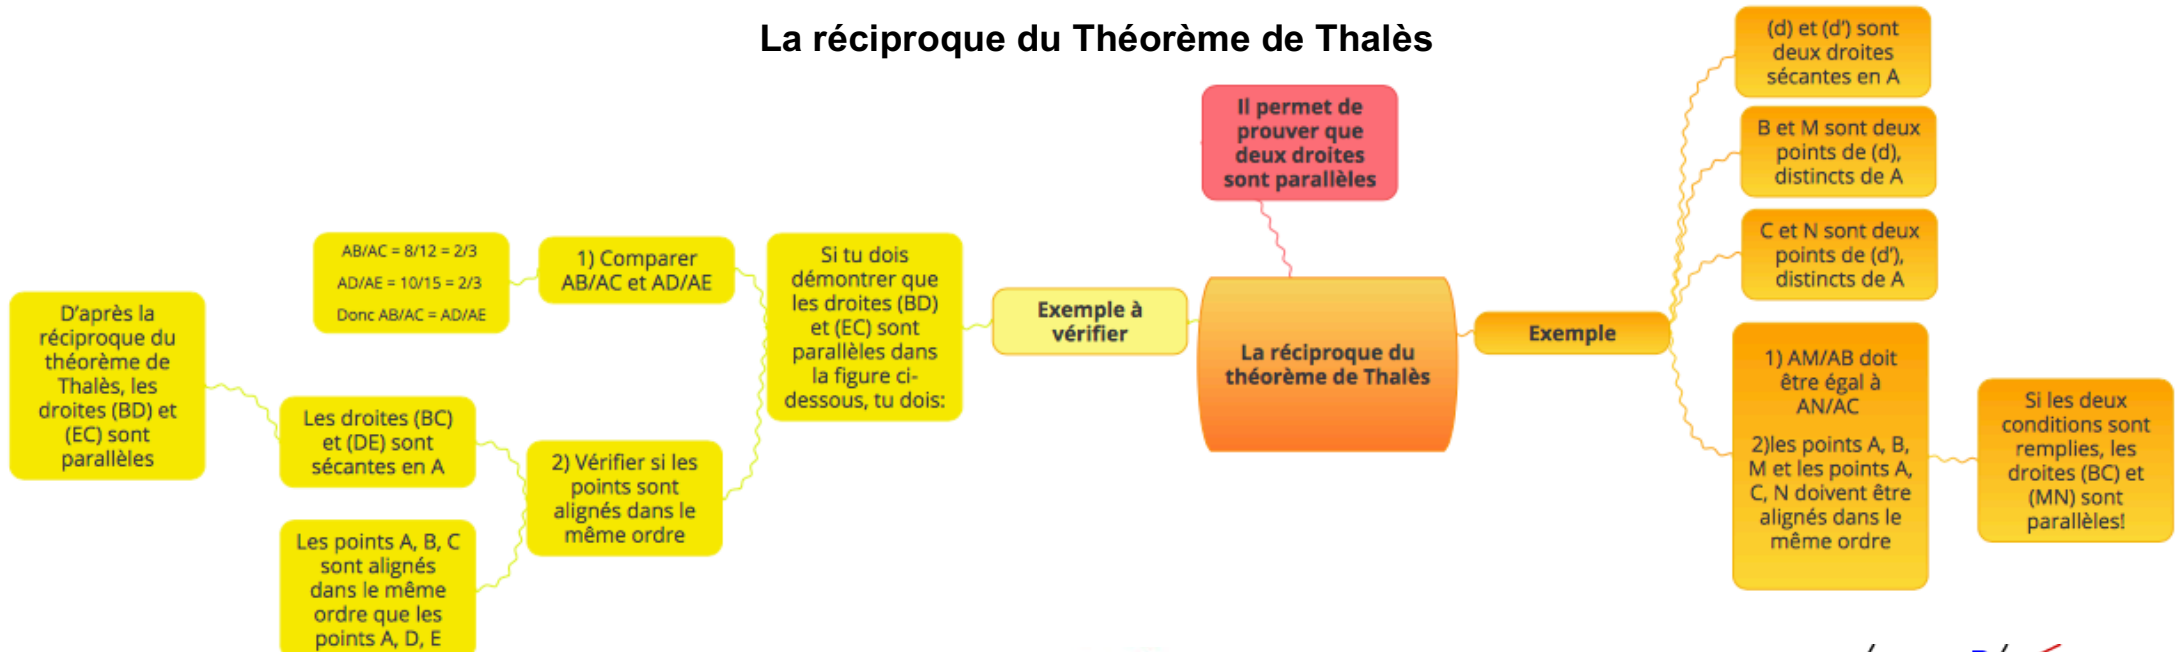 La réciproque du Théorème de Thalès
Il permet de
prouver que
deux droites
sont parallèles
La réciproque du
théorème de Thalès
Exemple
(d) et (d') sont
deux droites
sécantes en A
B et M sont deux
points de (d),
distincts de A
C et N sont deux
points de (d'),
distincts de A
1) AM/AB doit
être égal à
AN/AC
2)les points A, B,
M et les points A,
C, N doivent être
alignés dans le
même ordre
Si les deux
conditions sont
remplies, les
droites (BC) et
(MN) sont
parallèles!
Exemple à
vérifier
Si tu dois
démontrer que
les droites (BD)
et (EC) sont
parallèles dans
la figure ci-
dessous, tu dois:
1) Comparer
AB/AC et AD/AE
AB/AC = 8/12 = 2/3
AD/AE = 10/15 = 2/3
Donc AB/AC = AD/AE
2) Vérifier si les
points sont
alignés dans le
même ordre
Les droites (BC)
et (DE) sont
sécantes en A
D'après la
réciproque du
théorème de
Thalès, les
droites (BD) et
(EC) sont
parallèles
Les points A, B, C
sont alignés
dans le même
ordre que les
points A, D, E